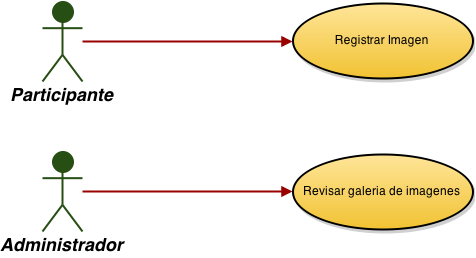 Registrar Imagen
Participante
Revisar galeria de imagenes
Administrador